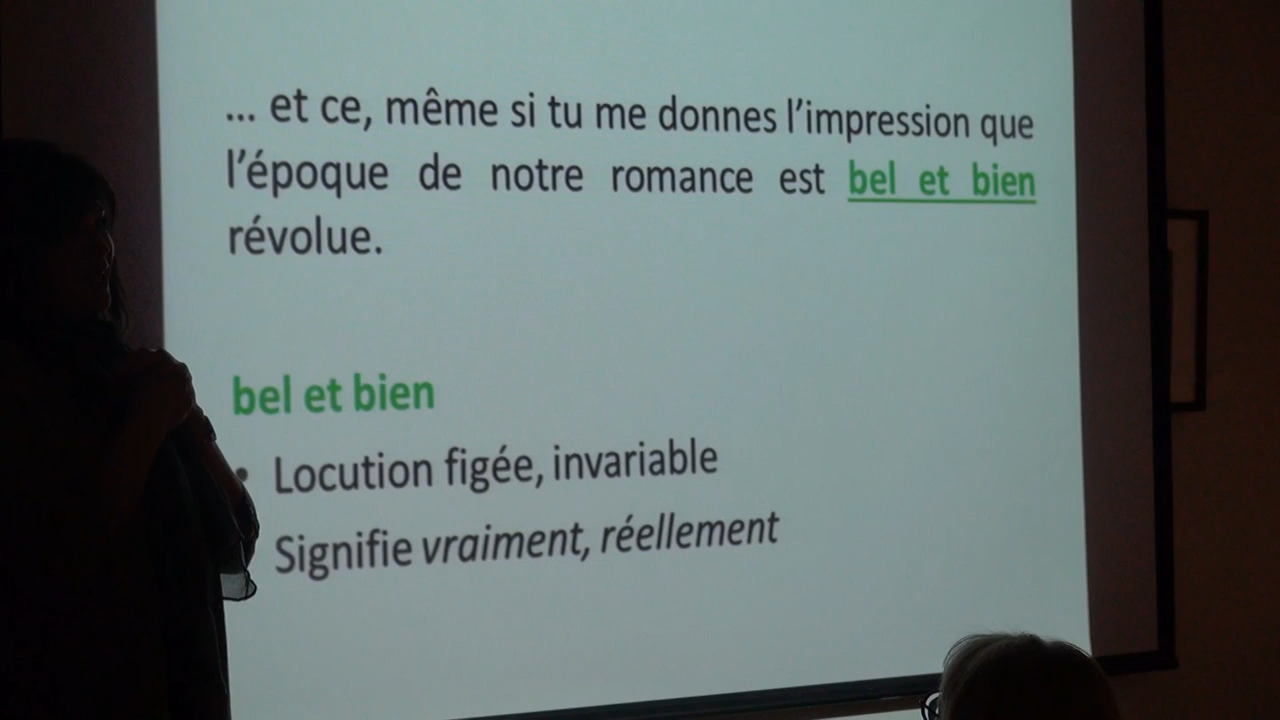 ... et ce, même si tu me donnes l’impression que
l’époque de notre romance est bel et bien
révolue.
bel et bien
• Locution figée, invariable
Signifie vraiment, réellement